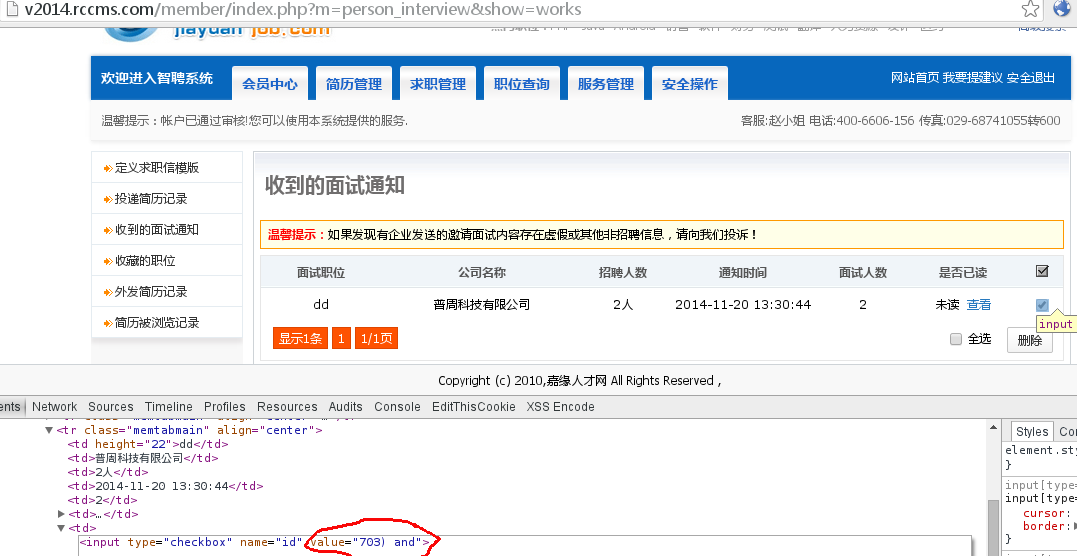 v2014.rccms.com/member/index.php?m=person_interview&show=works
jiayuan job.com
欢迎进入智聘系统 会员中心 简历管理 求职管理 职位查询 服务管理 安全操作 网站首页 我要提建议 安全退出
温馨提示：帐户已通过审核!您可以使用本系统提供的服务. 客服:赵小姐 电话:400-6606-156 传真:029-68741055转600
定义求职信模版
投递简历记录
收到的面试通知
收藏的职位
外发简历记录
简历被浏览记录
收到的面试通知
温馨提示：如果发现有企业发送的邀请面试内容存在虚假或其他非招聘信息，请向我们投诉！
面试职位 公司名称 招聘人数 通知时间 面试人数 是否已读
dd 普周科技有限公司 2人 2014-11-20 13:30:44 2 未读 查看
input
显示1条 1 1/1页 全选 删除
Copyright (c) 2010,嘉缘人才网 All Rights Reserved ,
ents Network Sources Timeline Profiles Resources Audits Console EditThisCookie XSS Encode
<tr class="memtabmain" align="center">
<td height="22">dd</td>
<td>普周科技有限公司</td>
<td>2人</td>
<td>2014-11-20 13:30:44</td>
<td>2</td>
<td>…</td>
<td>
<input type="checkbox" name="id" value="703) and">
Styles Co
element.sty
}
input[type=
input[type=
cursor:
border:
}